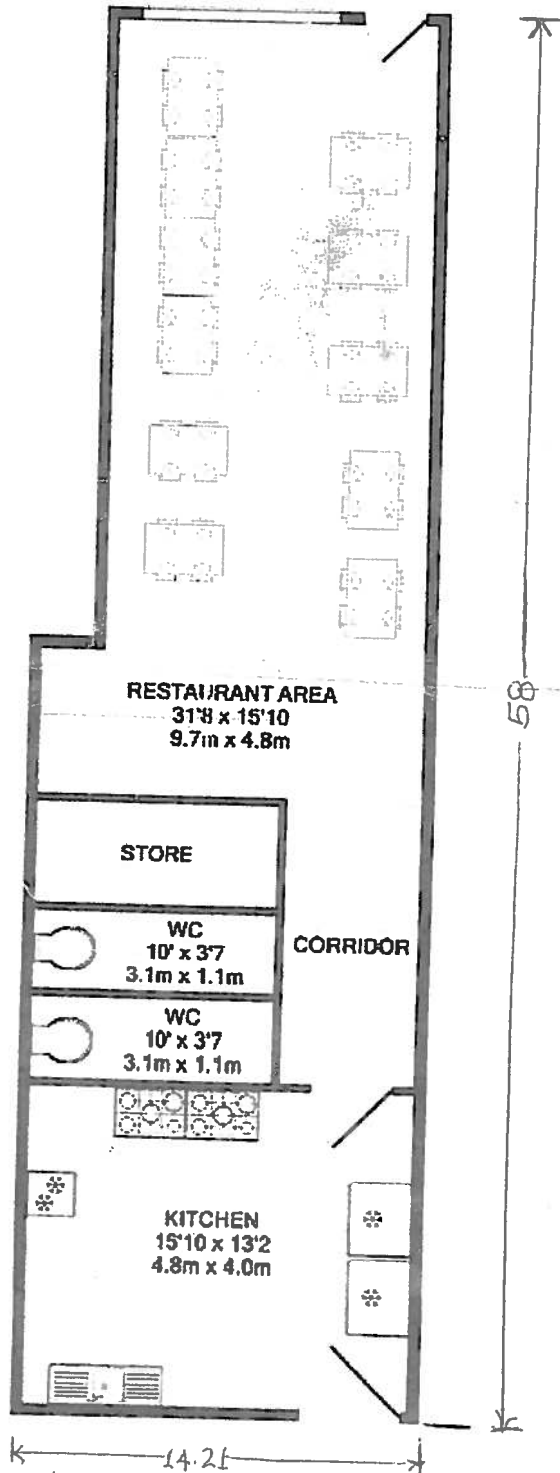 RESTAURANT AREA
31'8 x 15'10
9.7m x 4.8m
58
STORE
WC
10' x 3'7
3.1m x 1.1m
CORRIDOR
WC
10' x 3'7
3.1m x 1.1m
KITCHEN
15'10 x 13'2
4.8m x 4.0m
14.21